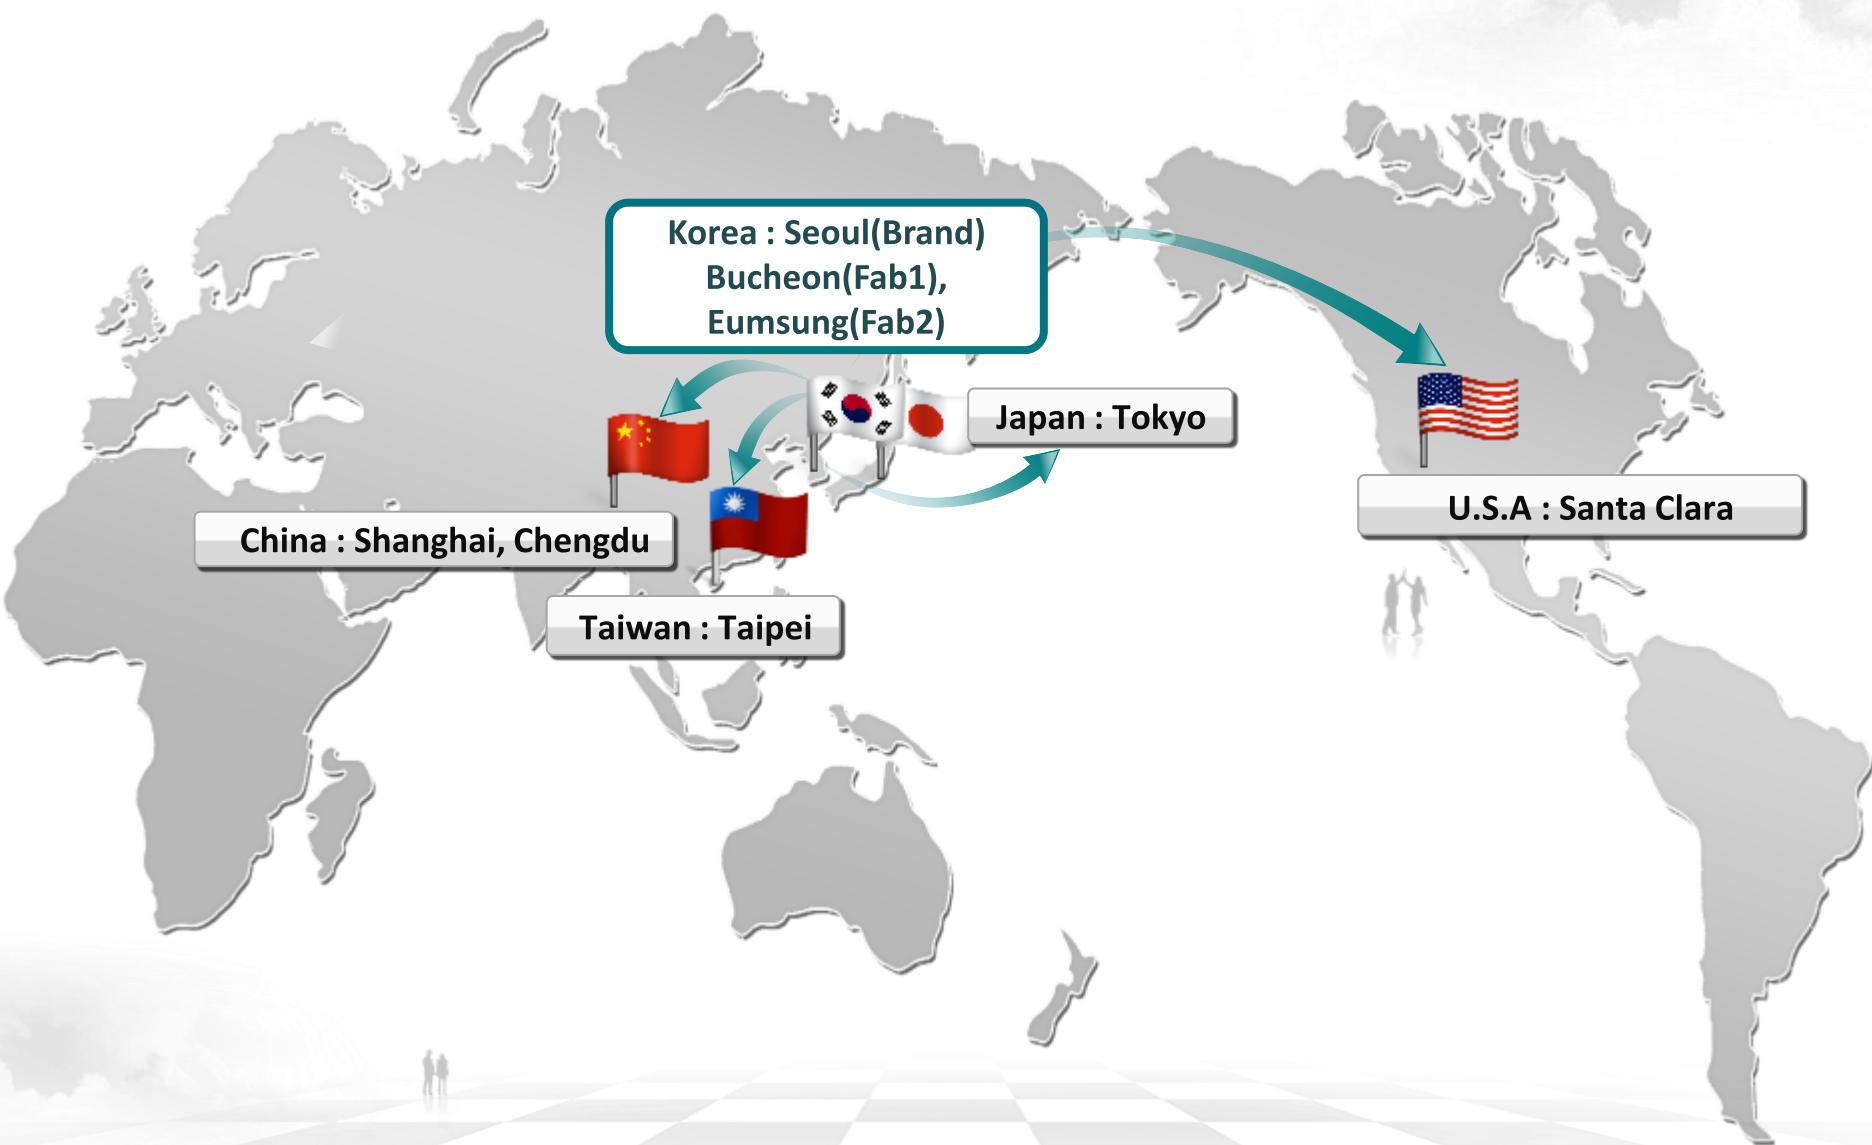 Korea : Seoul(Brand)
Bucheon(Fab1),
Eumsung(Fab2)
Japan : Tokyo
U.S.A : Santa Clara
China : Shanghai, Chengdu
Taiwan : Taipei